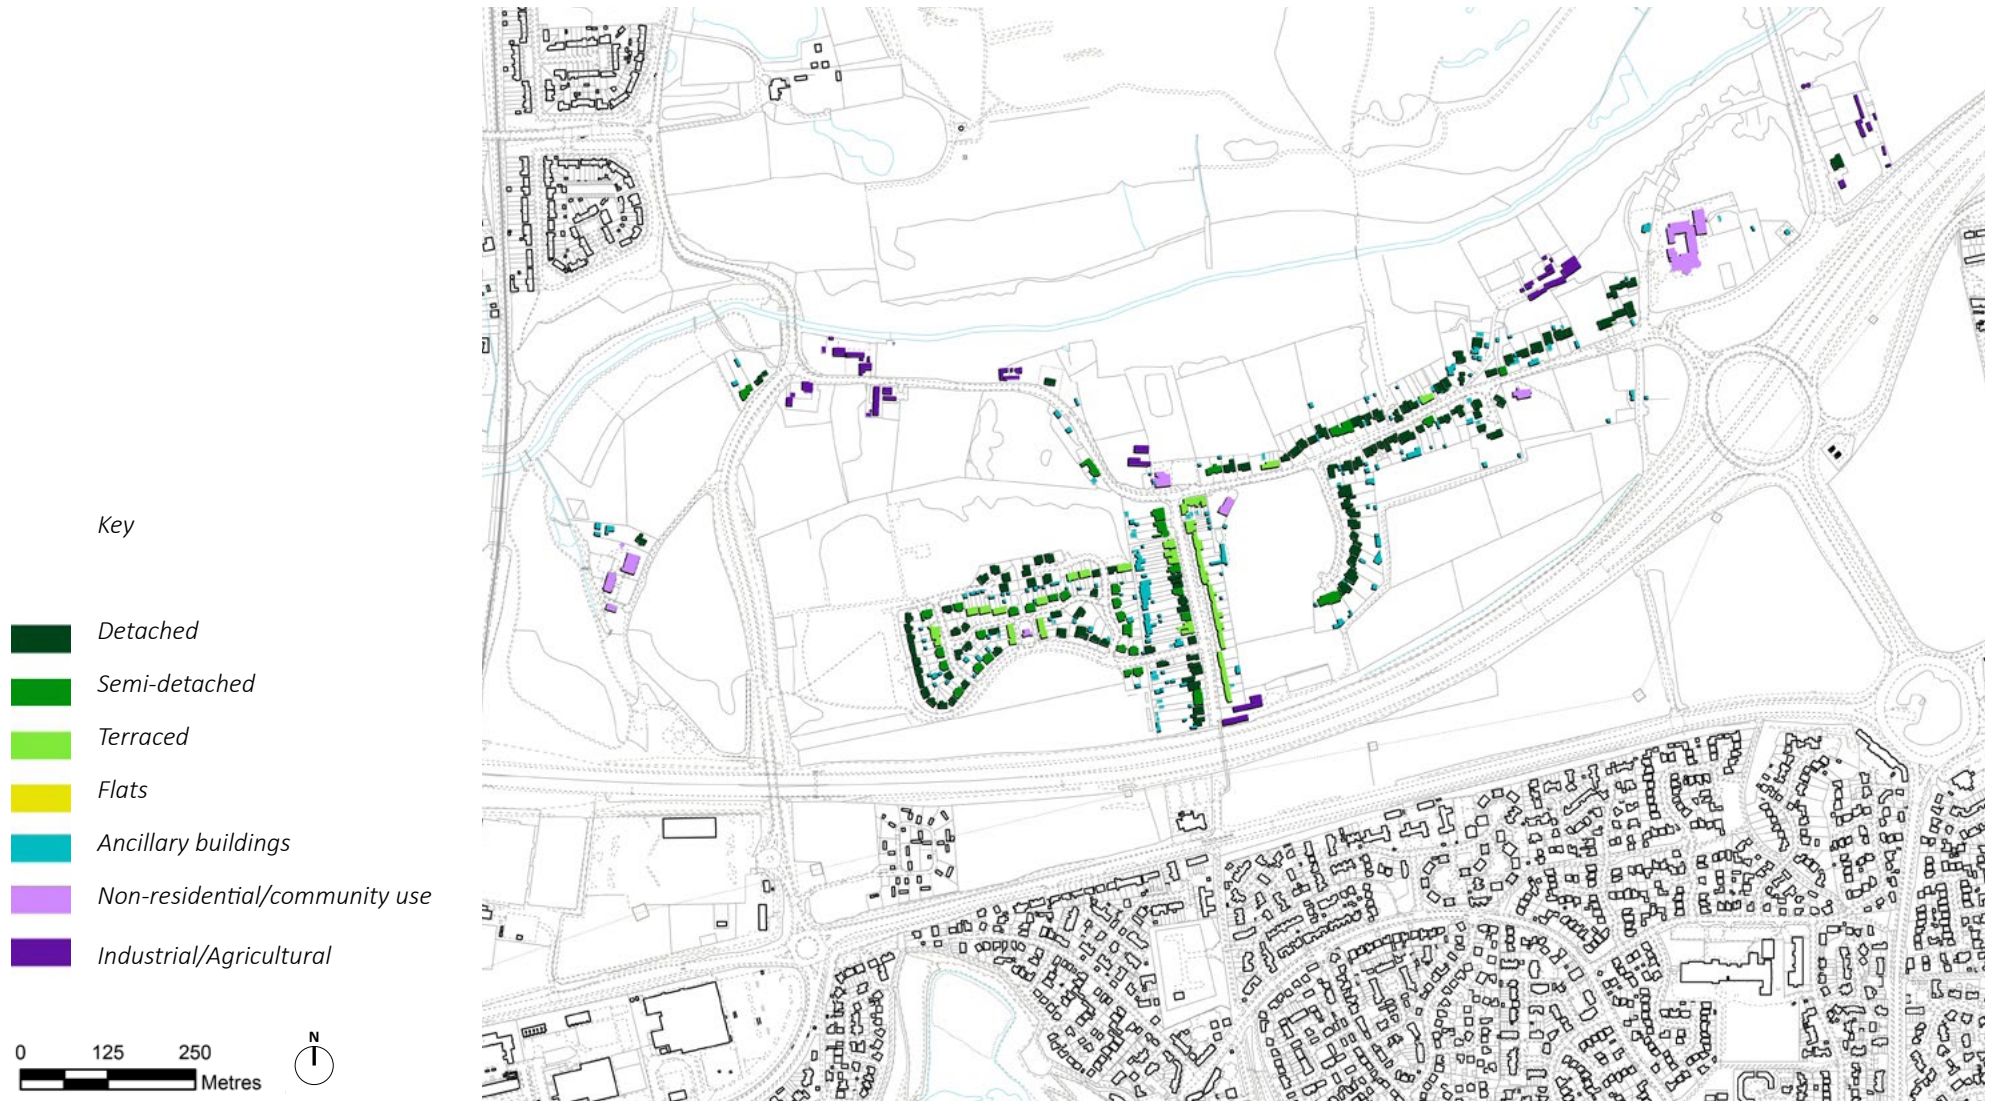 Key
Detached
Semi-detached
Terraced
Flats
Ancillary buildings
Non-residential/community use
Industrial/Agricultural
0 125 250
Metres
N